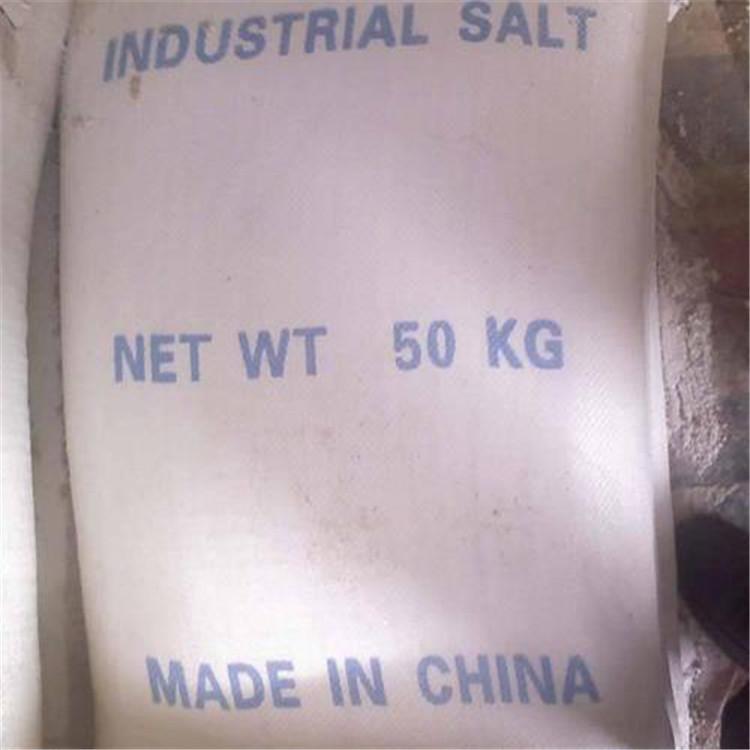 INDUSTRIAL SALT
NET WT 50 KG
MADE IN CHINA